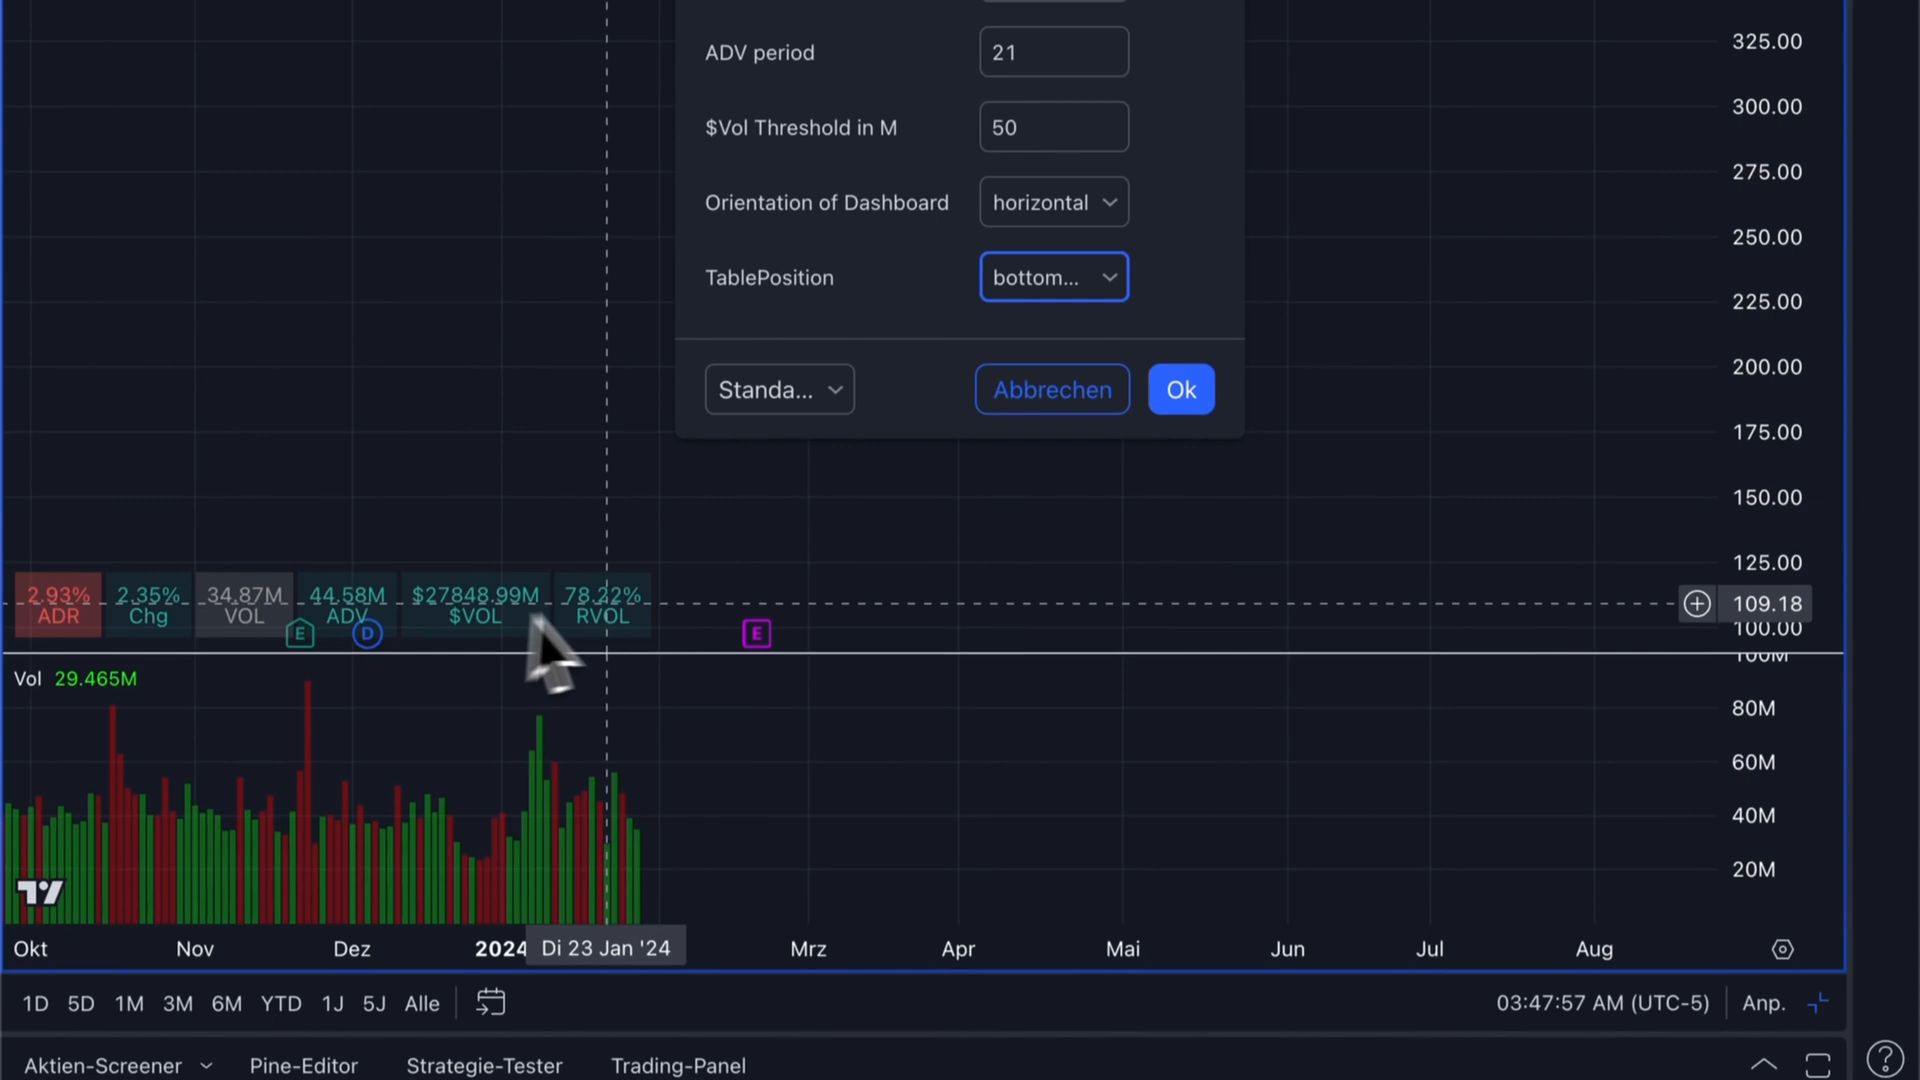 325.00
ADV period 21
300.00
$Vol Threshold in M 50
275.00
Orientation of Dashboard horizontal
250.00
TablePosition bottom...
225.00
200.00
Standa... Abbrechen Ok
175.00
150.00
125.00
2.93% 2.35% 34.87M 44.58M $27848.99M 78.22%
ADR Chg VOL ADV $VOL RVOL
109.18
E D E
100.00
100M
Vol 29.465M
80M
60M
40M
20M
Okt Nov Dez 2024 Di 23 Jan '24 Mrz Apr Mai Jun Jul Aug
1D 5D 1M 3M 6M YTD 1J 5J Alle 03:47:57 AM (UTC-5) Anp.
Aktien-Screener Pine-Editor Strategie-Tester Trading-Panel